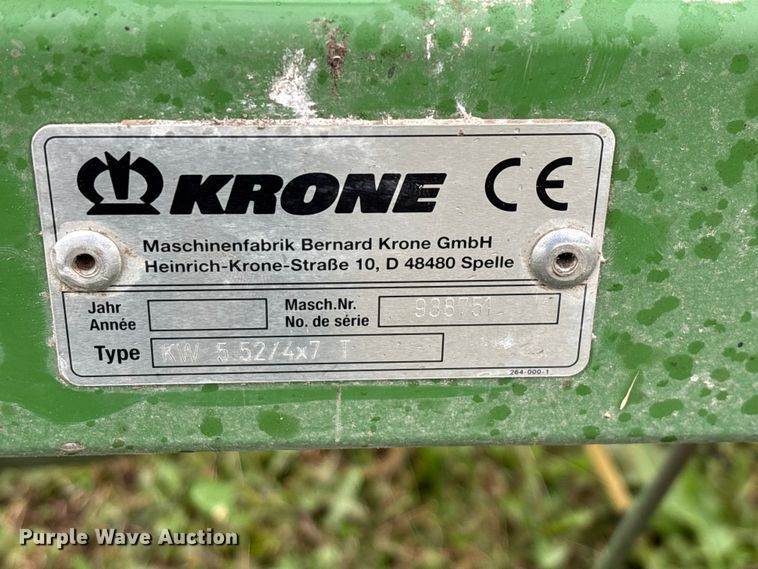 KRONE CE
Maschinenfabrik Bernard Krone GmbH
Heinrich-Krone-Straße 10, D 48480 Spelle
Jahr
Année
Masch.Nr.
No. de série
988751
Type KW 5.52/4x7 T
264-000-1
Purple Wave Auction